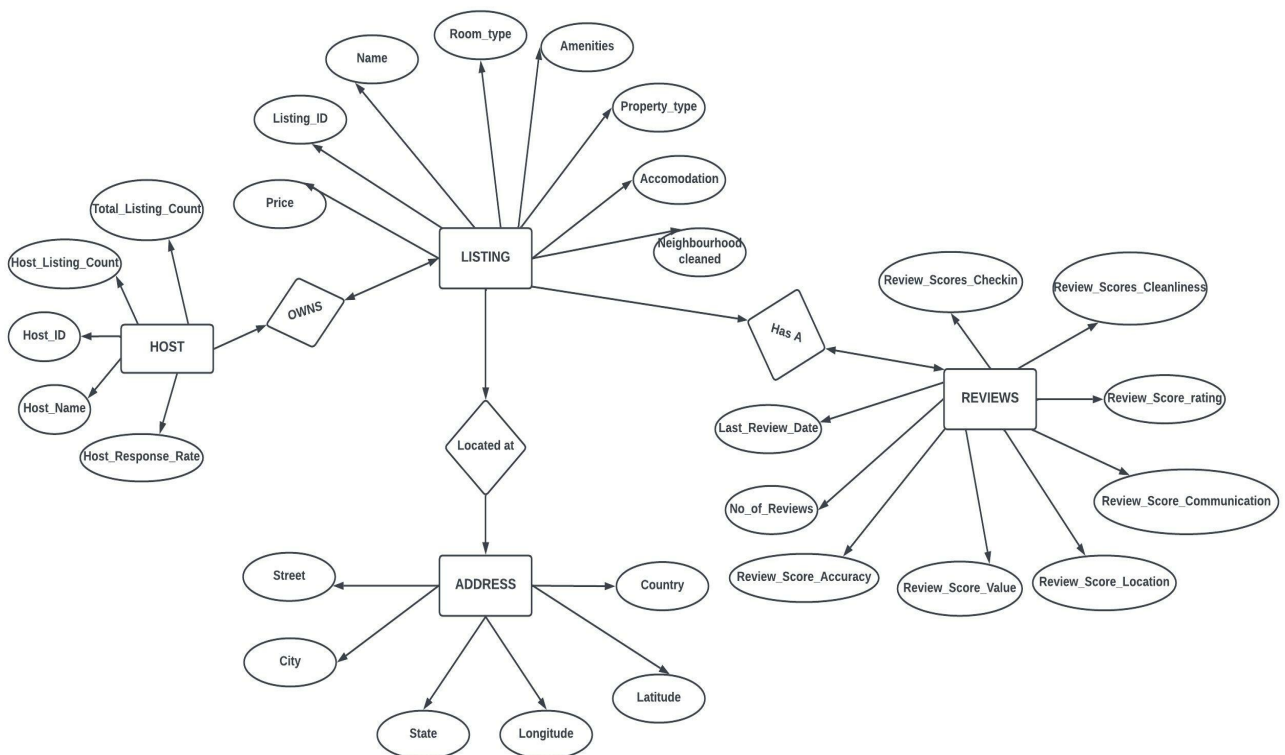 Room_type
Amenities
Name
Property_type
Listing_ID
Accomodation
Price
Total_Listing_Count
Neighbourhood
cleaned
LISTING
Host_Listing_Count
Review_Scores_Checkin
Review_Scores_Cleanliness
OWNS
Host_ID
HOST
Has A
Host_Name
REVIEWS
Review_Score_rating
Last_Review_Date
Located at
Host_Response_Rate
Review_Score_Communication
No_of_Reviews
Street
ADDRESS
Country
Review_Score_Accuracy
Review_Score_Value
Review_Score_Location
City
Latitude
State
Longitude